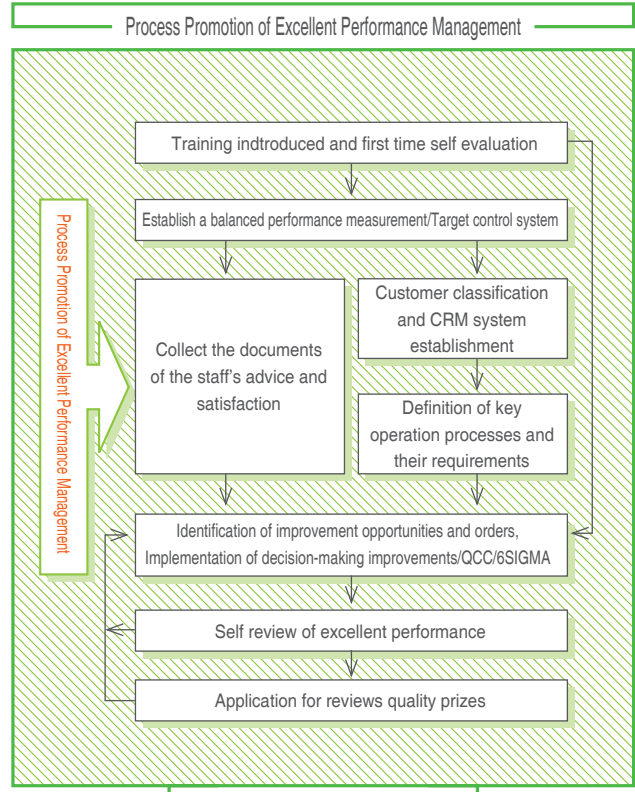 Process Promotion of Excellent Performance Management
Training indtroduced and first time self evaluation
Establish a balanced performance measurement/Target control system
Process Promotion of Excellent Performance Management
Collect the documents
of the staff's advice and
satisfaction
Customer classification
and CRM system
establishment
Definition of key
operation processes and
their requirements
Identification of improvement opportunities and orders,
Implementation of decision-making improvements/QCC/6SIGMA
Self review of excellent performance
Application for reviews quality prizes